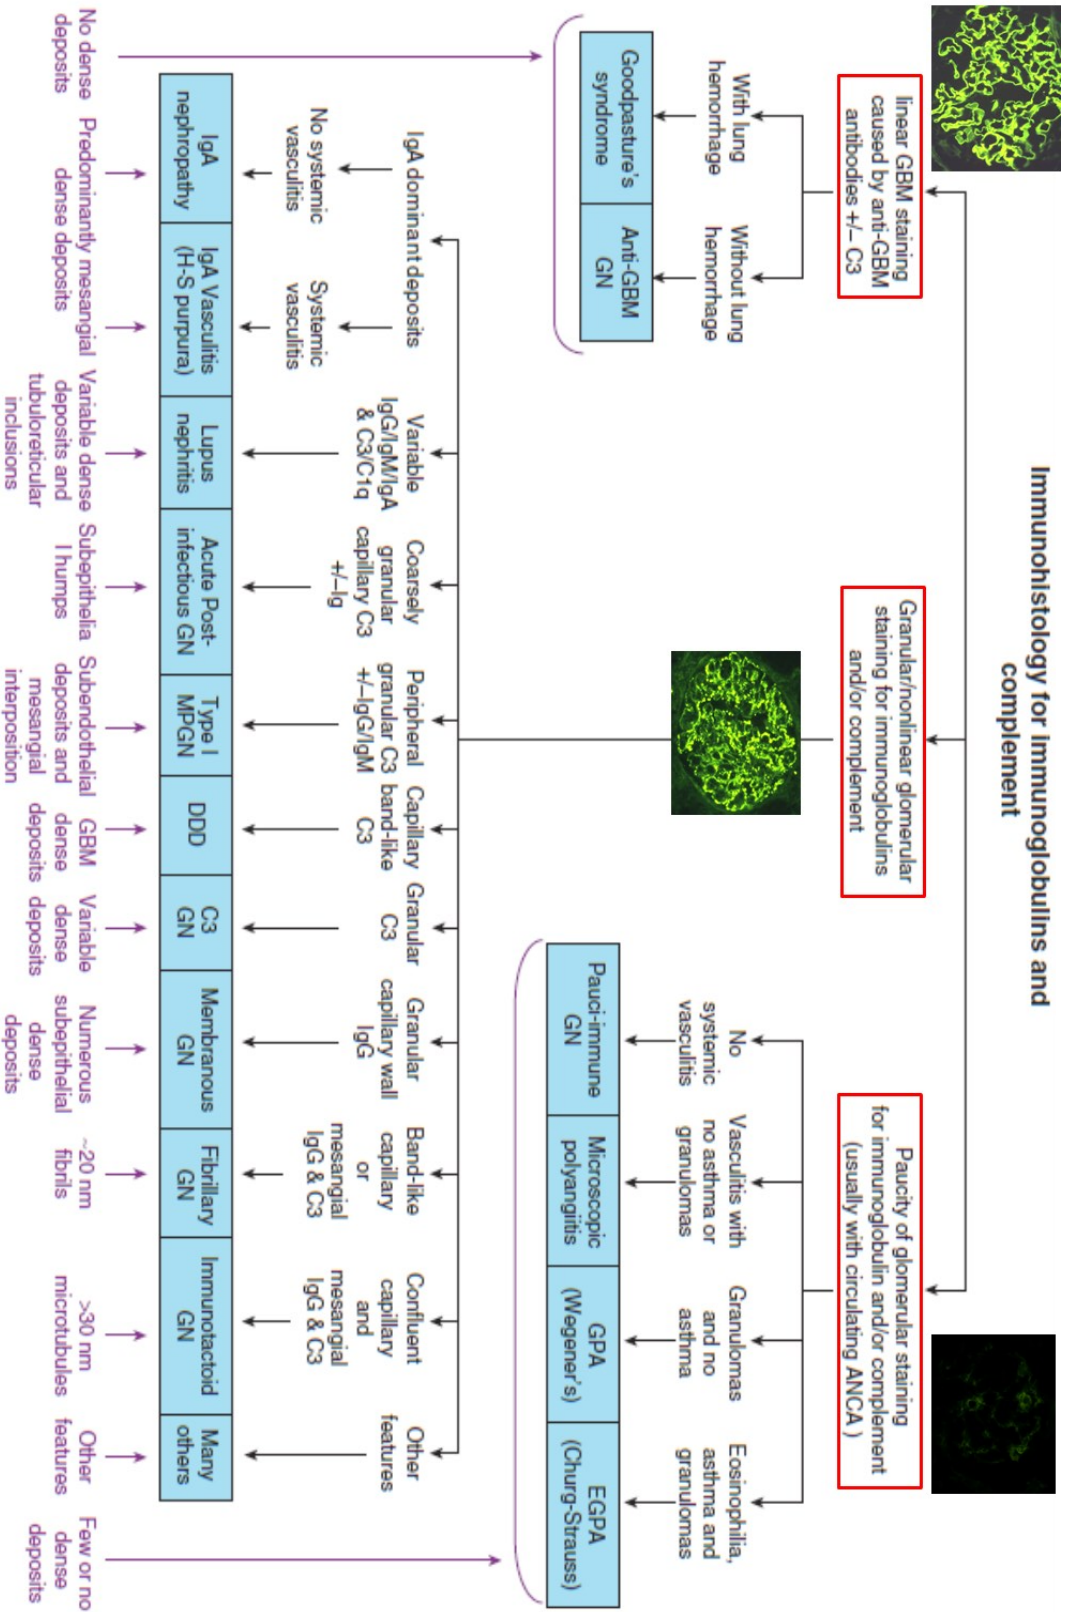 Immunohistology for immunoglobulins and
complement
linear GBM staining
caused by anti-GBM
antibodies +/– C3
Granular/nonlinear glomerular
staining for immunoglobulins
and/or complement
Paucity of glomerular staining
for immunoglobulin and/or complement
(usually with circulating ANCA )
With lung
hemorrhage
Without lung
hemorrhage
Goodpasture's
syndrome
Anti-GBM
GN
No
systemic
vasculitis
Vasculitis with
no asthma or
granulomas
Granulomas
and no
asthma
Eosinophilia,
asthma and
granulomas
Pauci-immune
GN
Microscopic
polyangiitis
GPA
(Wegener's)
EGPA
(Churg-Strauss)
IgA dominant deposits
No systemic
vasculitis
Systemic
vasculitis
Variable
IgG/IgM/IgA
& C3/C1q
Coarsely
granular
capillary C3
+/–Ig
Peripheral
granular C3
+/–IgG/IgM
Capillary
band-like
C3
Granular
C3
Granular
capillary wall
IgG
Band-like
capillary
or
mesangial
IgG & C3
Confluent
capillary
and
mesangial
IgG & C3
Other
features
IgA
nephropathy
IgA Vasculitis
(H-S purpura)
Lupus
nephritis
Acute Post-
infectious GN
Type I
MPGN
DDD
C3
GN
Membranous
GN
Fibrillary
GN
Immunotactoid
GN
Many
others
No dense
deposits
Predominantly mesangial
dense deposits
Variable dense
deposits and
tubuloreticular
inclusions
Subepithelia
l humps
Subendothelial
deposits and
mesangial
interposition
GBM
dense
deposits
Variable
dense
deposits
Numerous
subepithelial
dense
deposits
~20 nm
fibrils
>30 nm
microtubules
Other
features
Few or no
dense
deposits